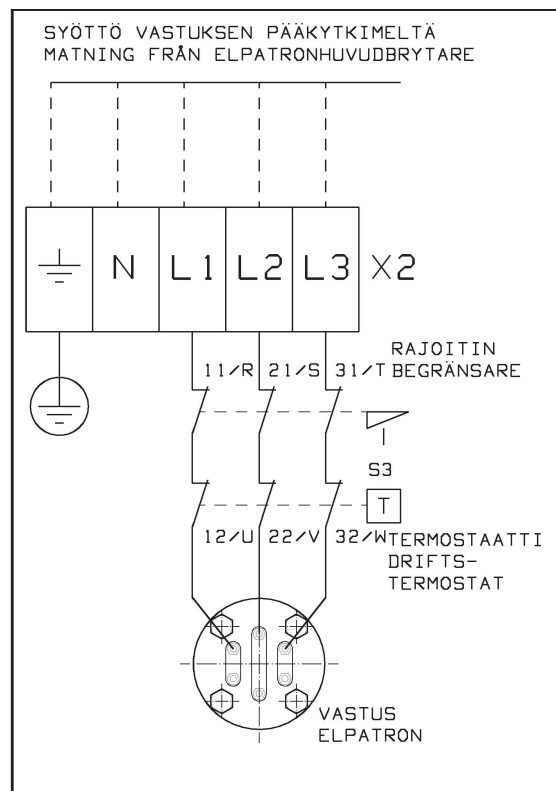 SYÖTTÖ VASTUKSEN PÄÄKYTKIMELTÄ
MATNING FRÅN ELPATRONHUVUDBRYTARE
N L1 L2 L3 X2
11/R 21/S 31/T
RAJOITIN
BEGRÄNSARE
S3
T
12/U 22/V 32/W
TERMOSTAATTI
DRIFTS-
TERMOSTAT
VASTUS
ELPATRON